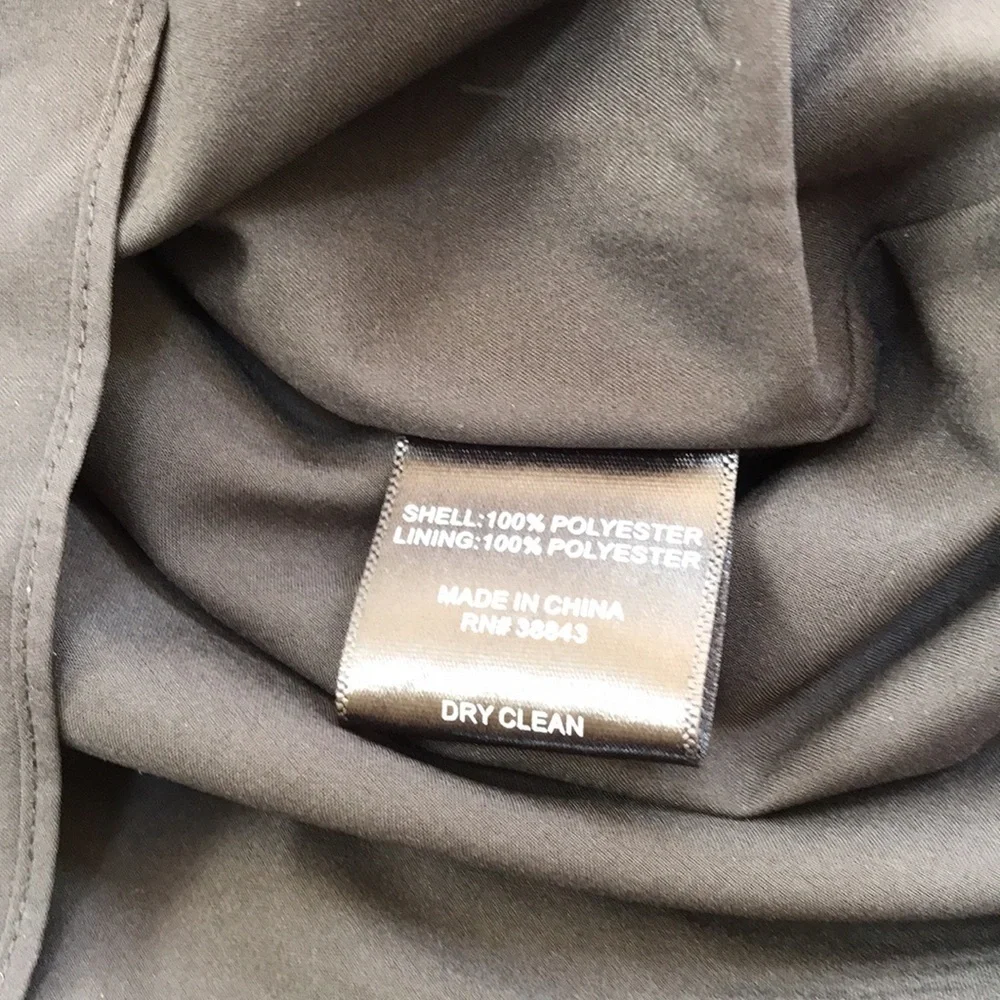 SHELL:100% POLYESTER
LINING:100% POLYESTER
MADE IN CHINA
RN# 38843
DRY CLEAN